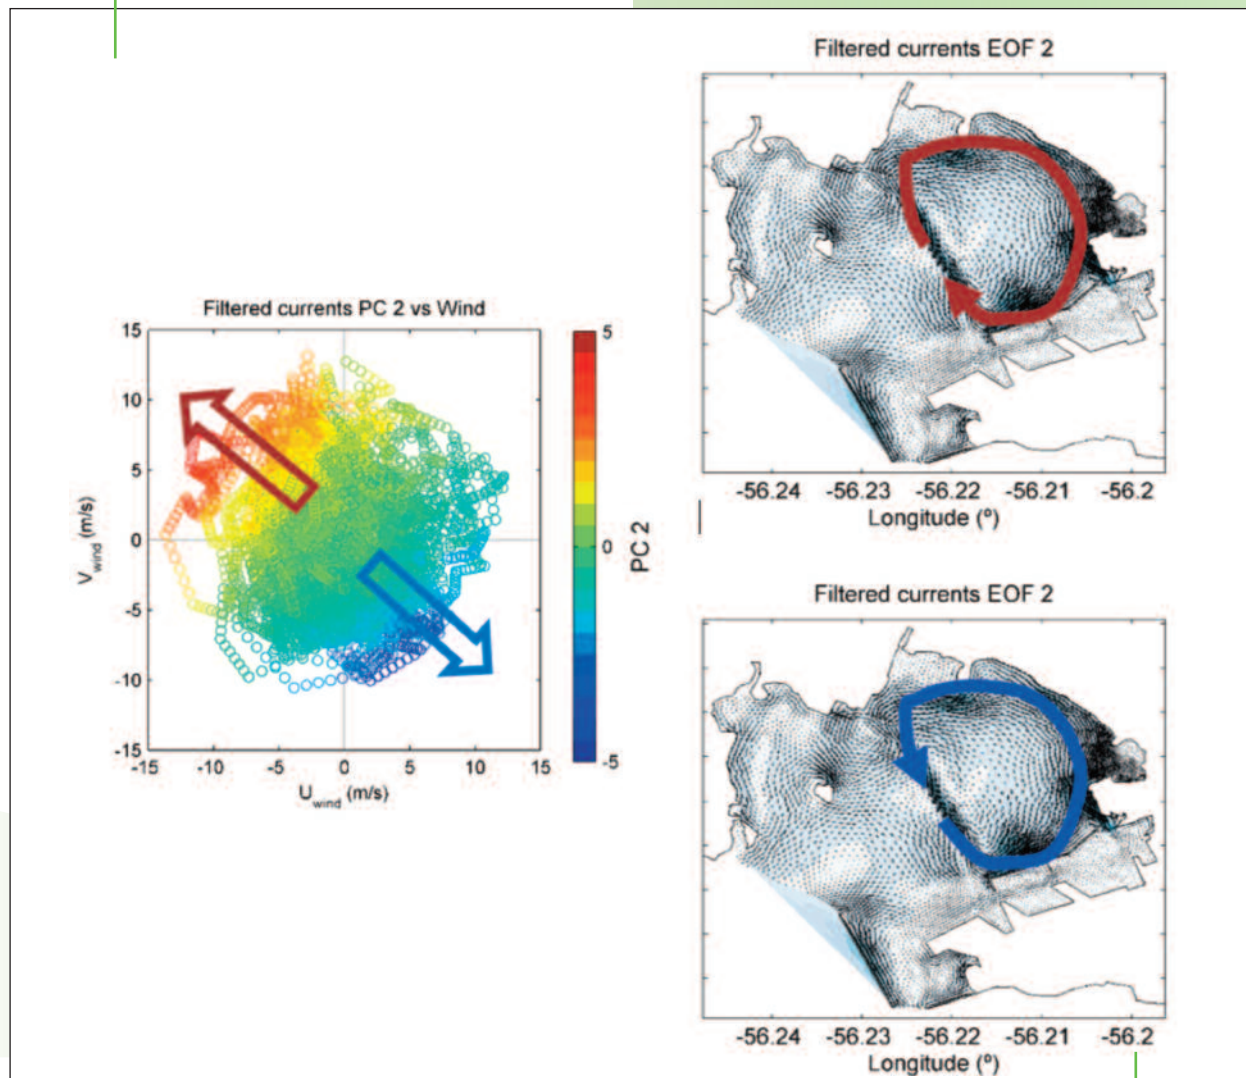 Filtered currents EOF 2
-56.24 -56.23 -56.22 -56.21 -56.2
Longitude (º)
Filtered currents PC 2 vs Wind
15
10
5
0
-5
-10
-15
-15 -10 -5 0 5 10 15
U wind (m/s)
V wind (m/s)
5
0
-5
PC 2
Filtered currents EOF 2
-56.24 -56.23 -56.22 -56.21 -56.2
Longitude (º)